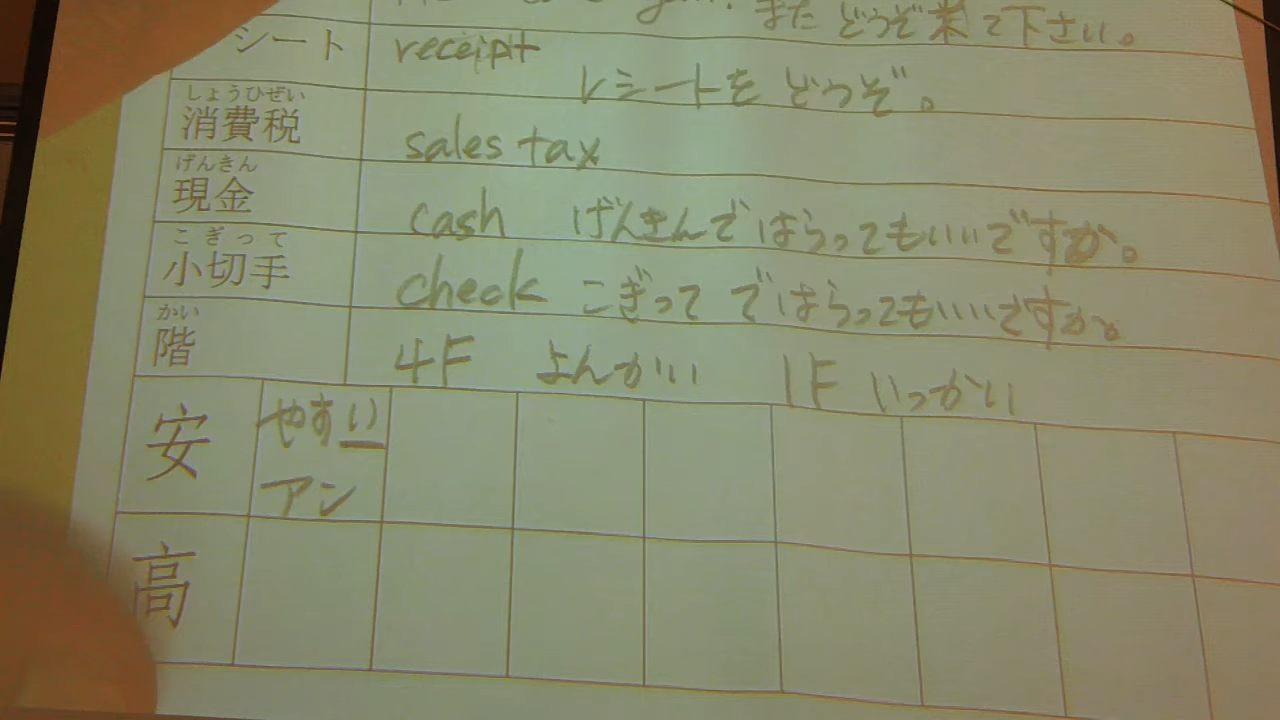 また どうぞ来て下さい。
シート receipt
レシートを どうぞ。
しょうひぜい
消費税 sales tax
げんきん
現金 cash げんきんで はらってもいいですか。
こぎって
小切手 check こぎって ではらってもいいですか。
かい
階 4F よんかい 1F いっかい
安 やすい
アン
高